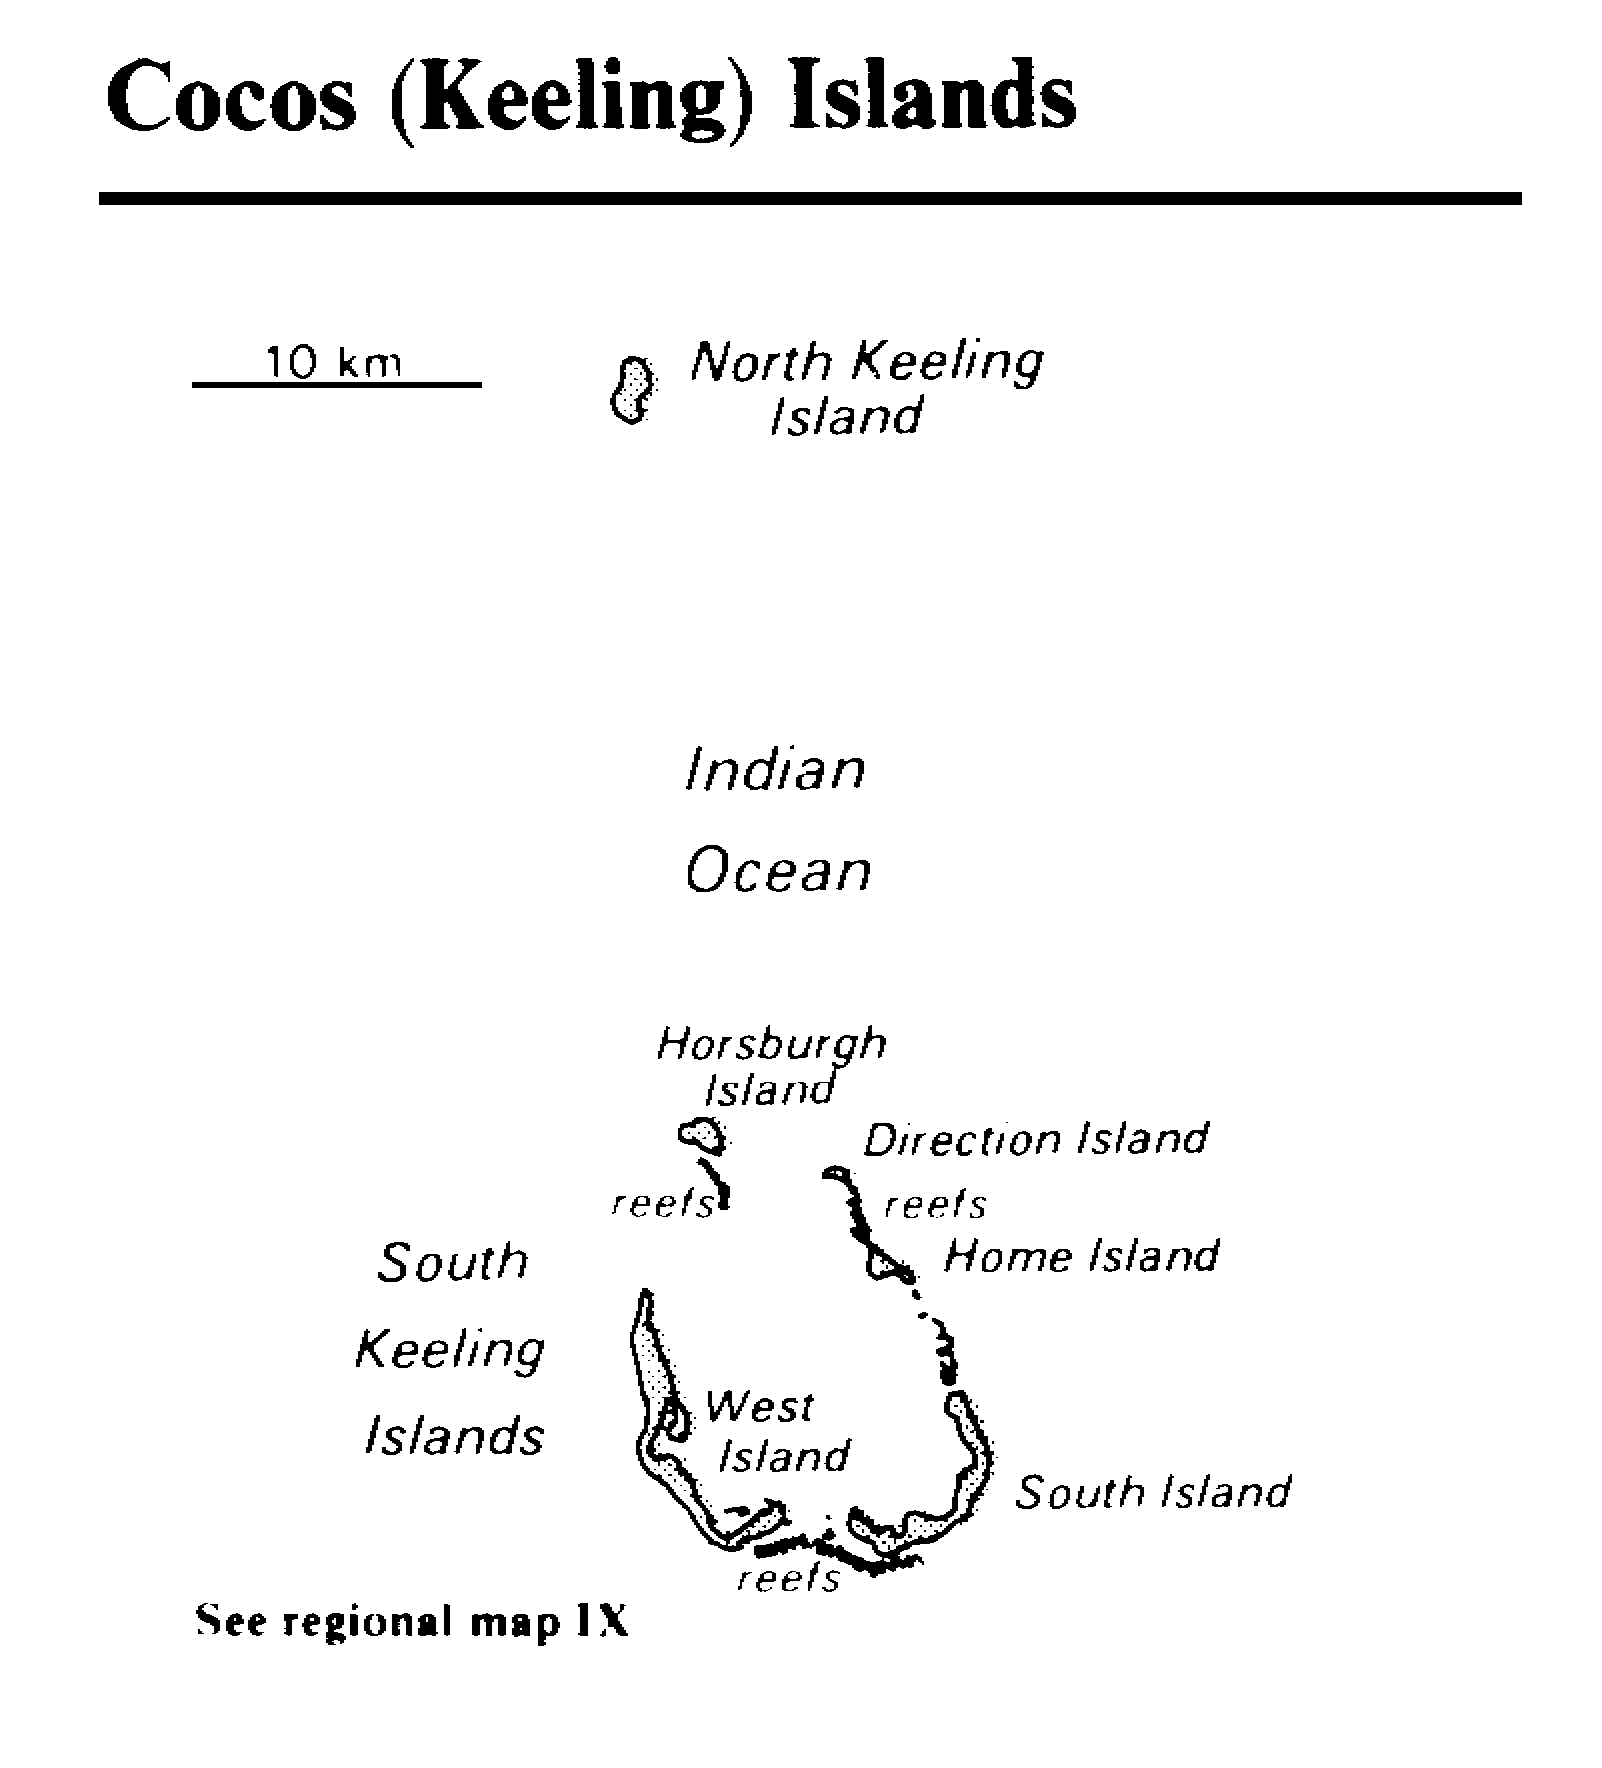 Cocos (Keeling) Islands
10 km
North Keeling
Island
Indian
Ocean
Horsburgh
Island
Direction Island
reefs
reefs
Home Island
South
Keeling
Islands
West
Island
South Island
reefs
See regional map IX